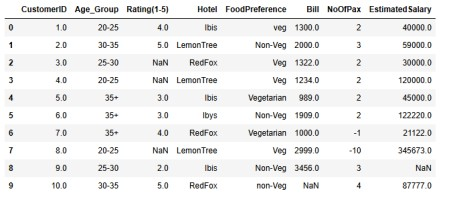 CustomerID Age_Group Rating(1-5) Hotel FoodPreference Bill NoOfPax EstimatedSalary
0 1.0 20-25 4.0 Ibis veg 1300.0 2 40000.0
1 2.0 30-35 5.0 LemonTree Non-Veg 2000.0 3 59000.0
2 3.0 25-30 NaN RedFox Veg 1322.0 2 30000.0
3 4.0 20-25 NaN LemonTree Veg 1234.0 2 120000.0
4 5.0 35+ 3.0 Ibis Vegetarian 989.0 2 45000.0
5 6.0 35+ 3.0 Ibys Non-Veg 1909.0 2 122220.0
6 7.0 35+ 4.0 RedFox Vegetarian 1000.0 -1 21122.0
7 8.0 20-25 NaN LemonTree Veg 2999.0 -10 345673.0
8 9.0 25-30 2.0 Ibis Non-Veg 3456.0 3 NaN
9 10.0 30-35 5.0 RedFox non-Veg NaN 4 87777.0